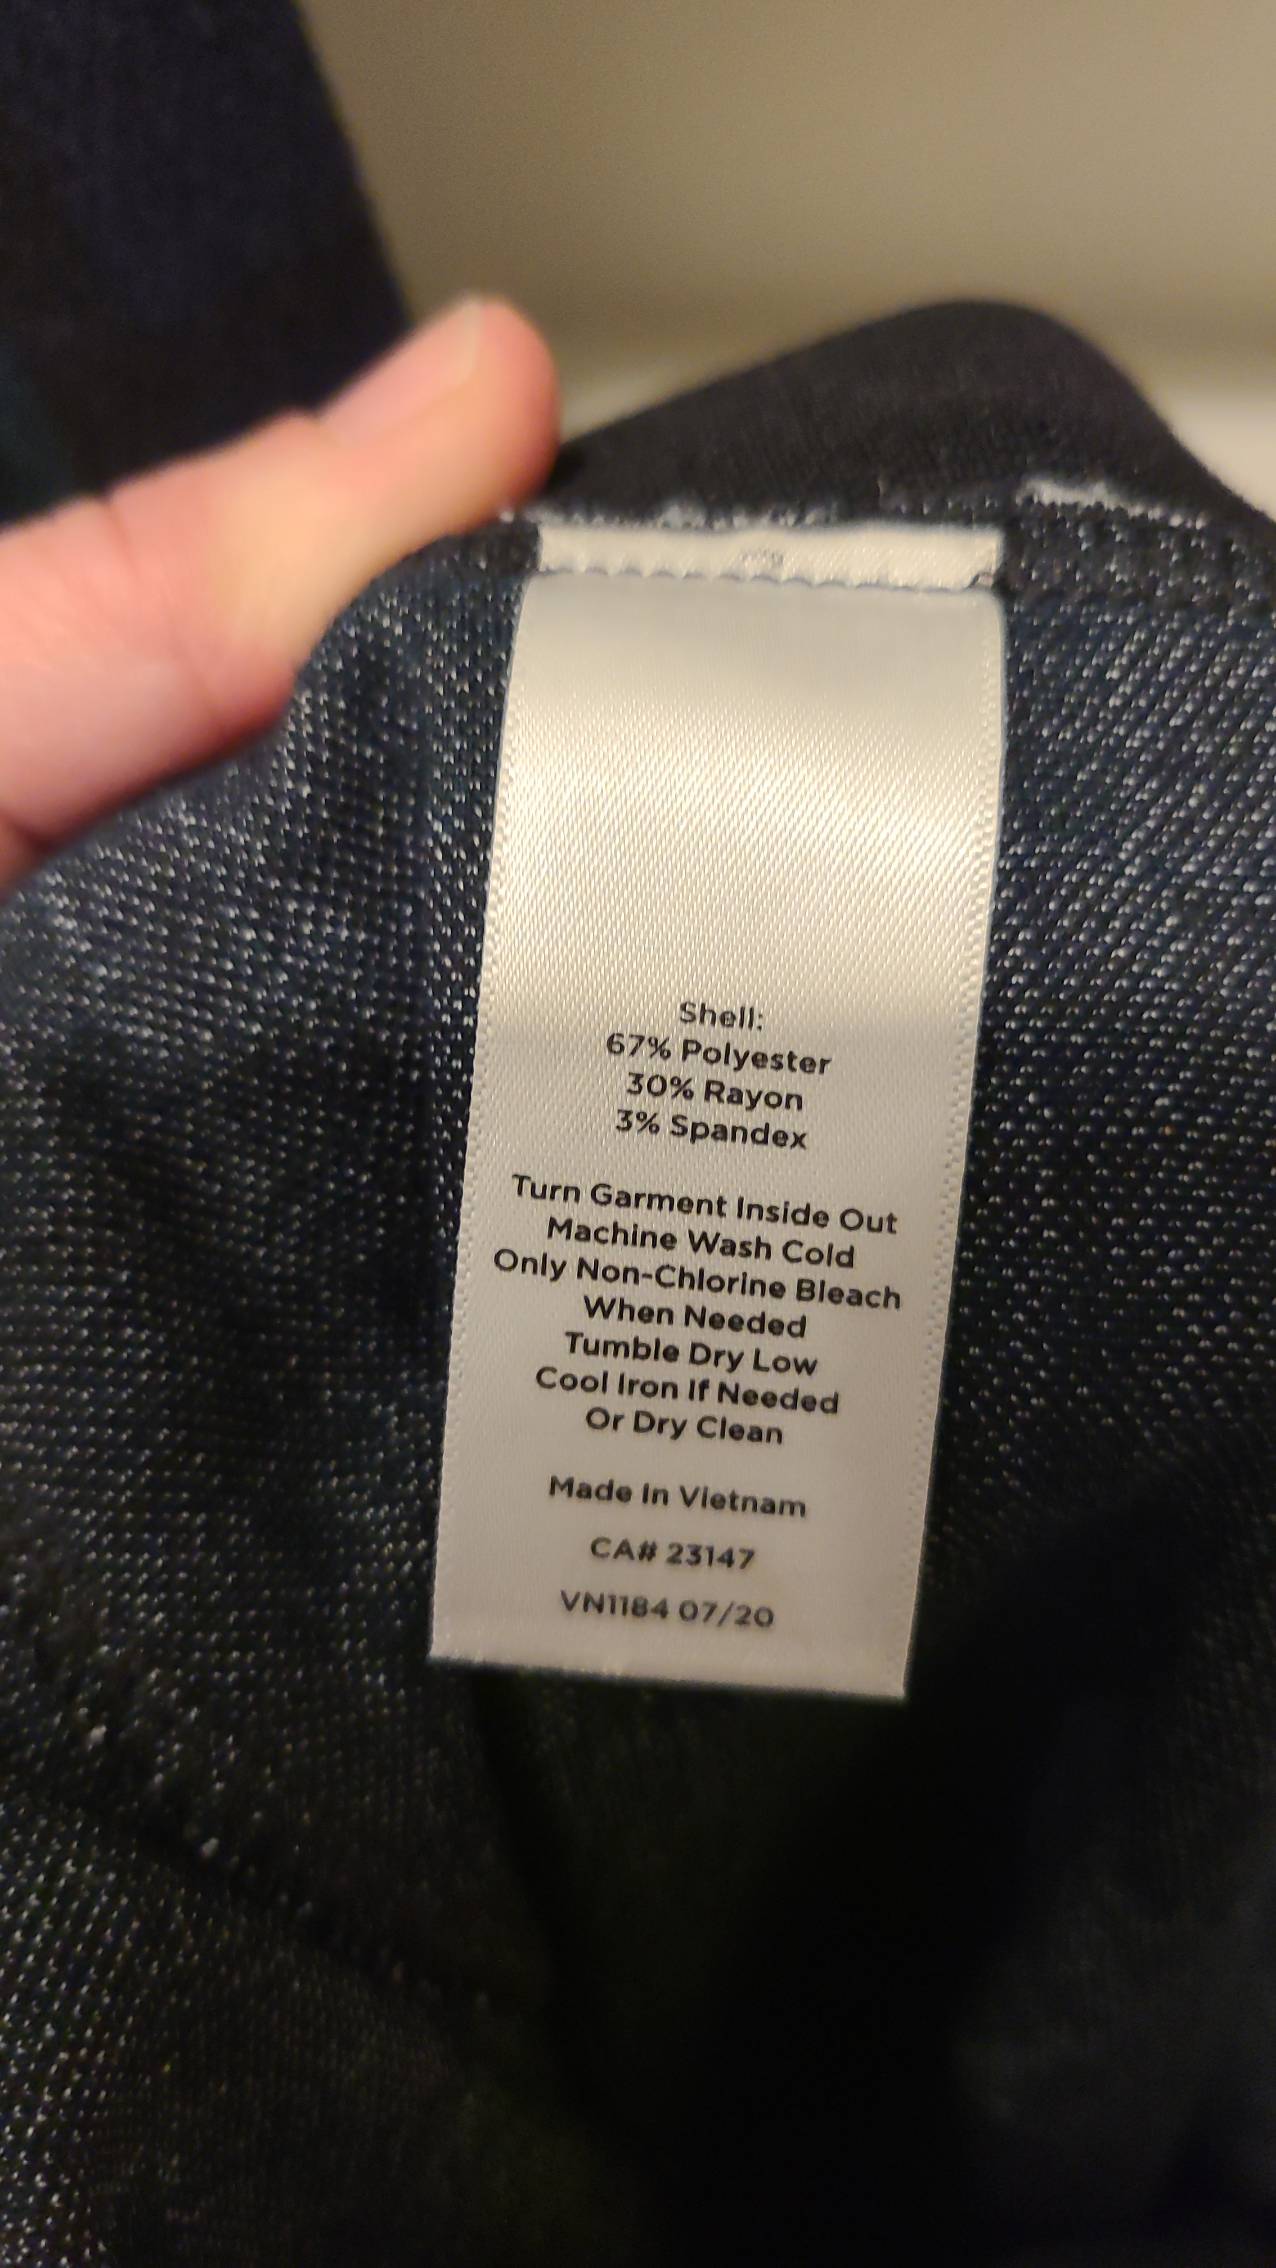 Shell:
67% Polyester
30% Rayon
3% Spandex
Turn Garment Inside Out
Machine Wash Cold
Only Non-Chlorine Bleach
When Needed
Tumble Dry Low
Cool Iron If Needed
Or Dry Clean
Made In Vietnam
CA# 23147
VN1184 07/20